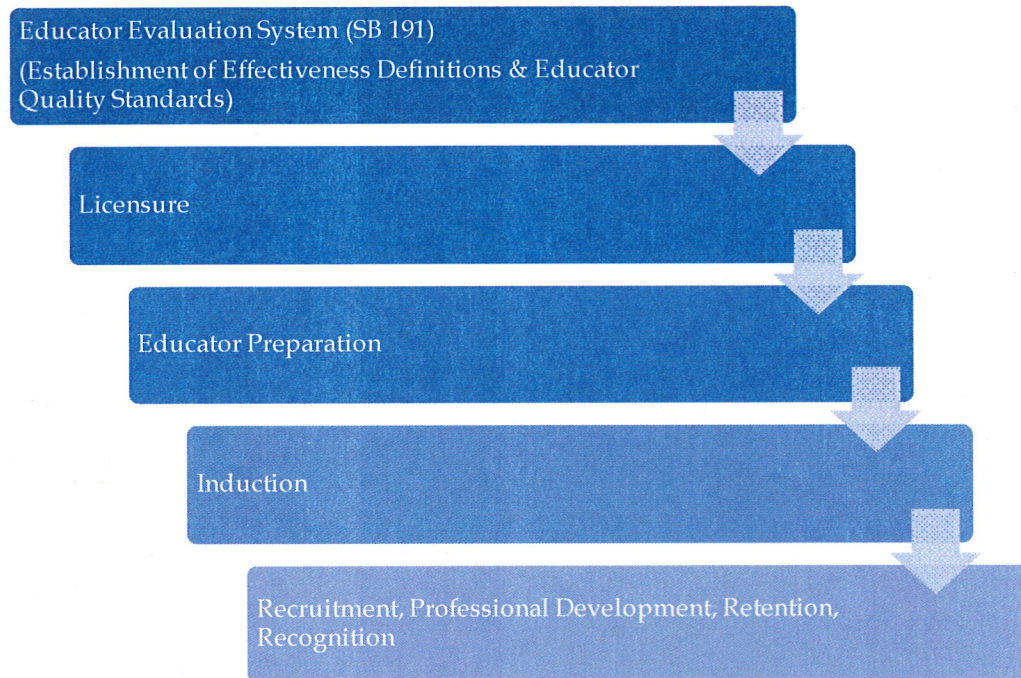 Educator Evaluation System (SB 191)
(Establishment of Effectiveness Definitions & Educator
Quality Standards)
Licensure
Educator Preparation
Induction
Recruitment, Professional Development, Retention,
Recognition